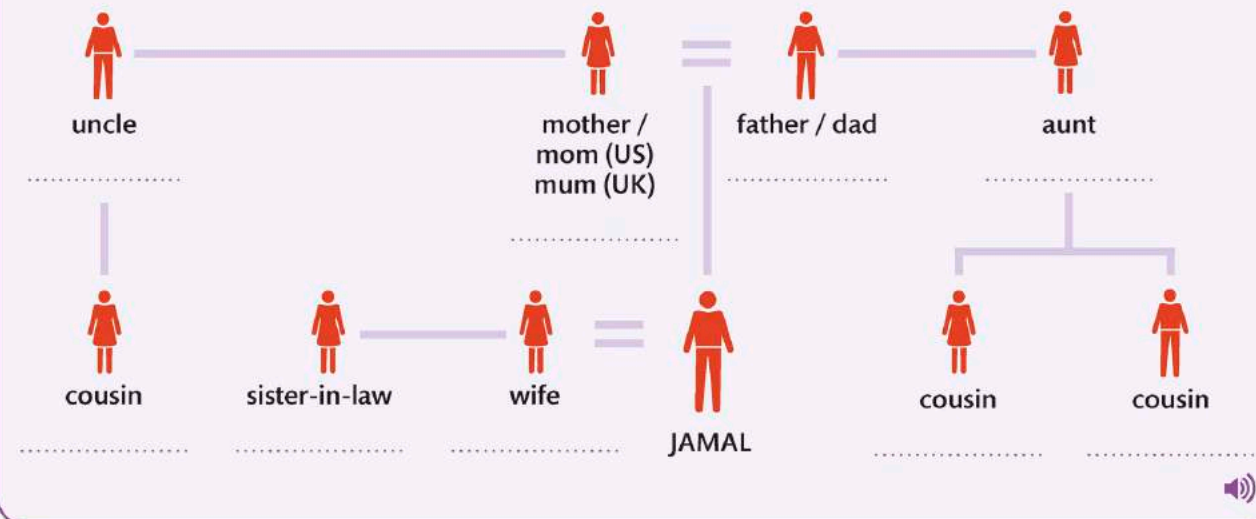 uncle
mother /
mom (US)
mum (UK)
father / dad
aunt
cousin
sister-in-law
wife
JAMAL
cousin
cousin